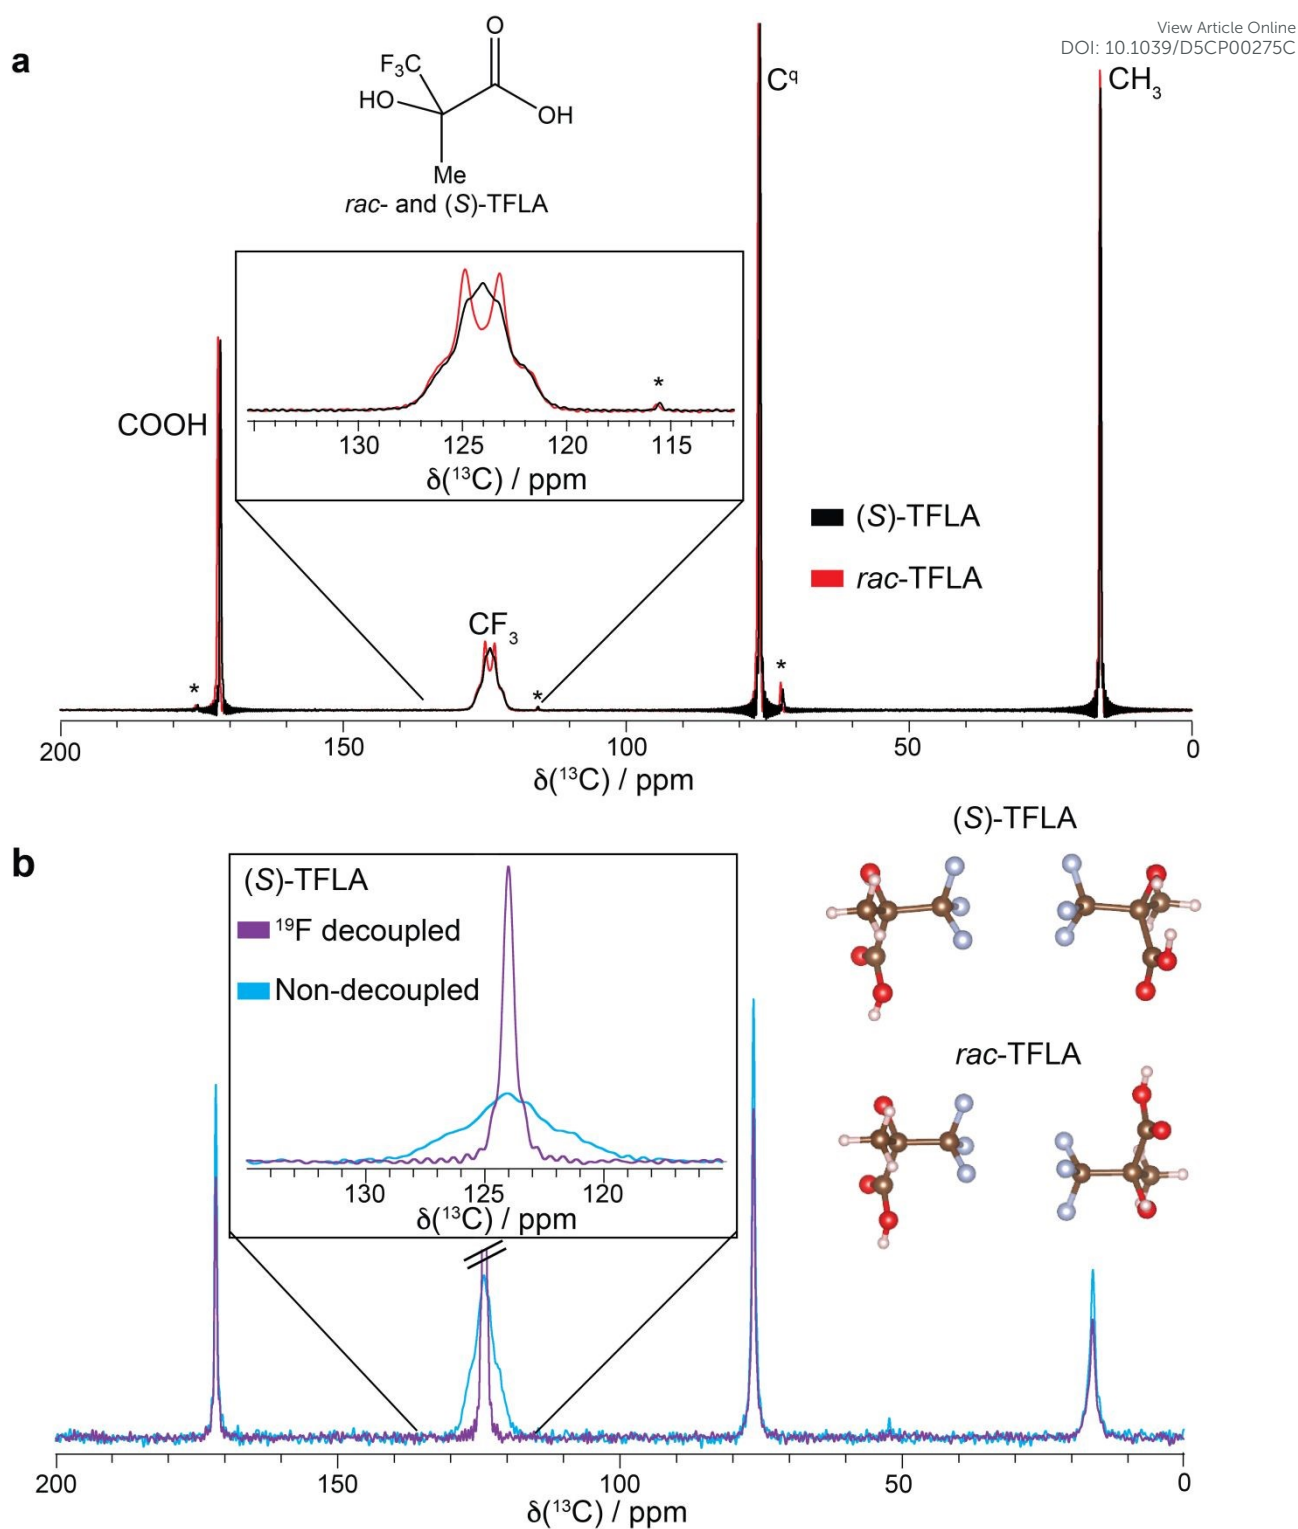 View Article Online
DOI: 10.1039/D5CP00275C
a
O
F₃C
HO
OH
Me
rac- and (S)-TFLA
Cq
CH₃
*
130 125 120 115
δ(¹³C) / ppm
COOH
(S)-TFLA
rac-TFLA
CF₃
*
*
*
200 150 100 50 0
δ(¹³C) / ppm
(S)-TFLA
b
(S)-TFLA
¹⁹F decoupled
Non-decoupled
rac-TFLA
130 125 120
δ(¹³C) / ppm
200 150 100 50 0
δ(¹³C) / ppm